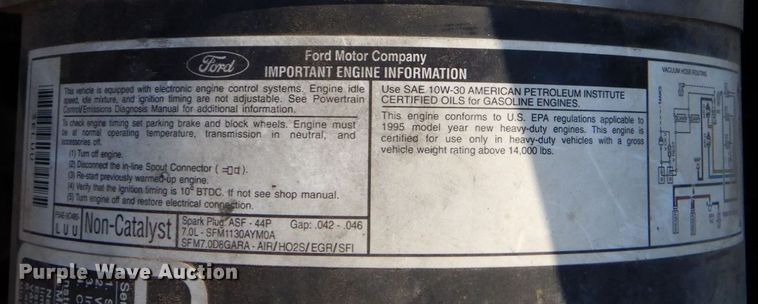 Ford
Ford Motor Company
IMPORTANT ENGINE INFORMATION
This vehicle is equipped with electronic engine control systems. Engine idle
speed, idle mixture, and ignition timing are not adjustable. See Powertrain
Control/Emissions Diagnosis Manual for additional information.
To check engine timing set parking brake and block wheels. Engine must
be at normal operating temperature, transmission in neutral, and
accessories off.
(1) Turn off engine.
(2) Disconnect the in-line Spout Connector ( ).
(3) Re-start previously warmed-up engine.
(4) Verify that the ignition timing is 10° BTDC. If not see shop manual.
(5) Turn engine off and restore electrical connection.
LUU
Non-Catalyst
Spark Plug: ASF - 44P Gap: .042 - .046
7.0L - SFM1130AYM0A
SFM7.0D8GARA - AIR/HO2S/EGR/SFI
Use SAE 10W-30 AMERICAN PETROLEUM INSTITUTE
CERTIFIED OILS for GASOLINE ENGINES.
This engine conforms to U.S. EPA regulations applicable to
1995 model year new heavy-duty engines. This engine is
certified for use only in heavy-duty vehicles with a gross
vehicle weight rating above 14,000 lbs.
VACUUM HOSE ROUTING
Purple Wave Auction